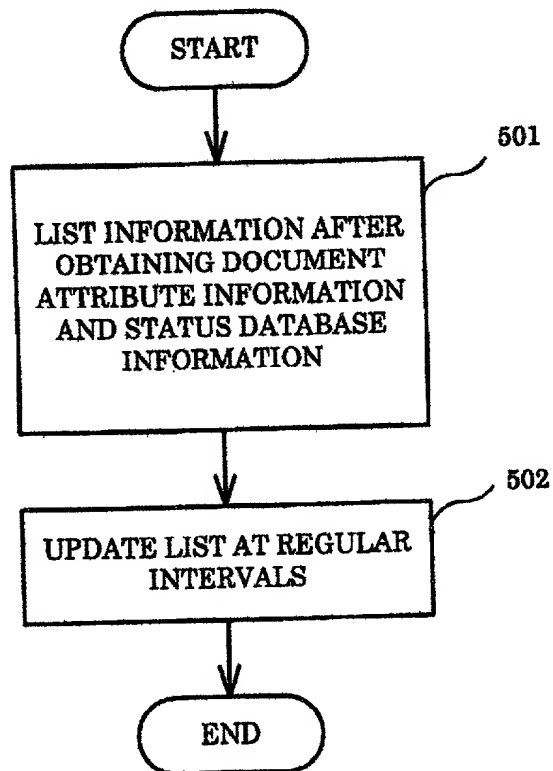 START
501
LIST INFORMATION AFTER
OBTAINING DOCUMENT
ATTRIBUTE INFORMATION
AND STATUS DATABASE
INFORMATION
502
UPDATE LIST AT REGULAR
INTERVALS
END